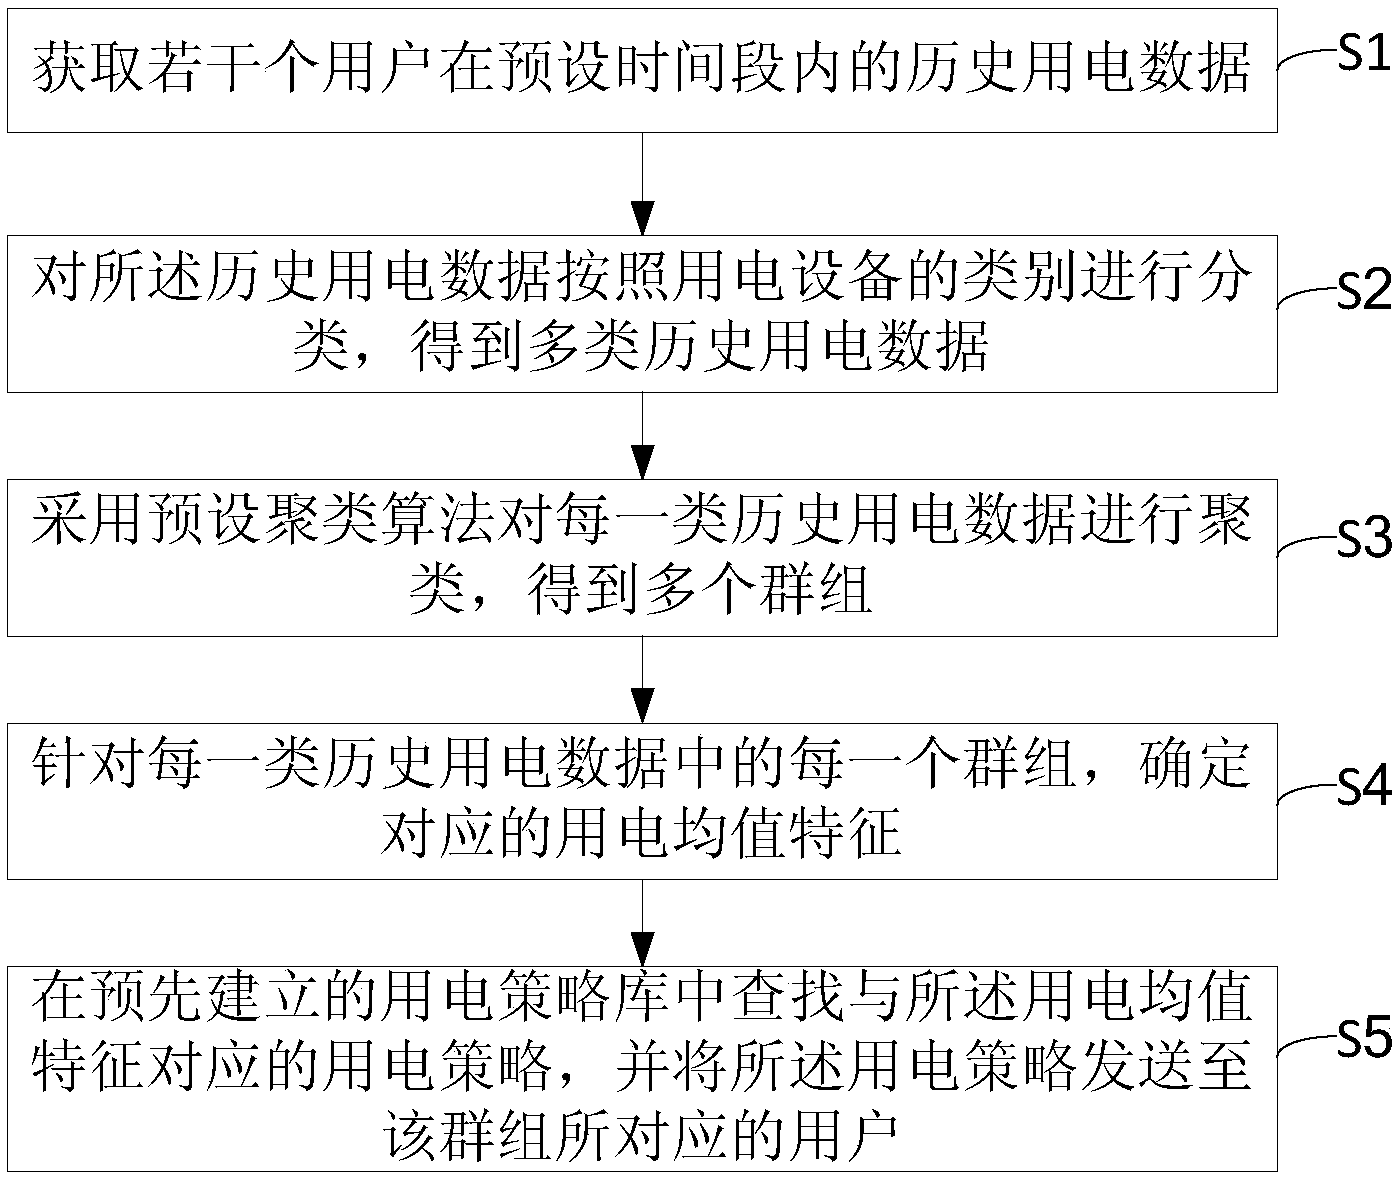 获取若干个用户在预设时间段内的历史用电数据
S1
对所述历史用电数据按照用电设备的类别进行分
类，得到多类历史用电数据
S2
采用预设聚类算法对每一类历史用电数据进行聚
类，得到多个群组
S3
针对每一类历史用电数据中的每一个群组，确定
对应的用电均值特征
S4
在预先建立的用电策略库中查找与所述用电均值
特征对应的用电策略，并将所述用电策略发送至
该群组所对应的用户
S5